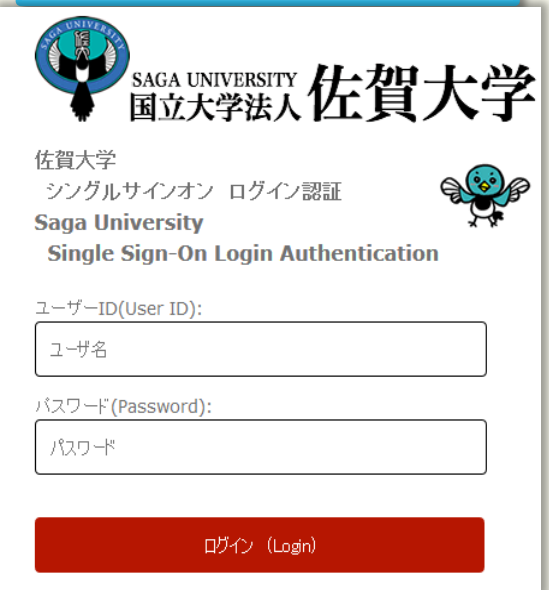 SAGA UNIVERSITY
SAGA UNIVERSITY
国立大学法人 佐賀大学
佐賀大学
シングルサインオン ログイン認証
Saga University
Single Sign-On Login Authentication
ユーザーID(User ID):
ユーザ名
パスワード(Password):
パスワード
ログイン (Login)